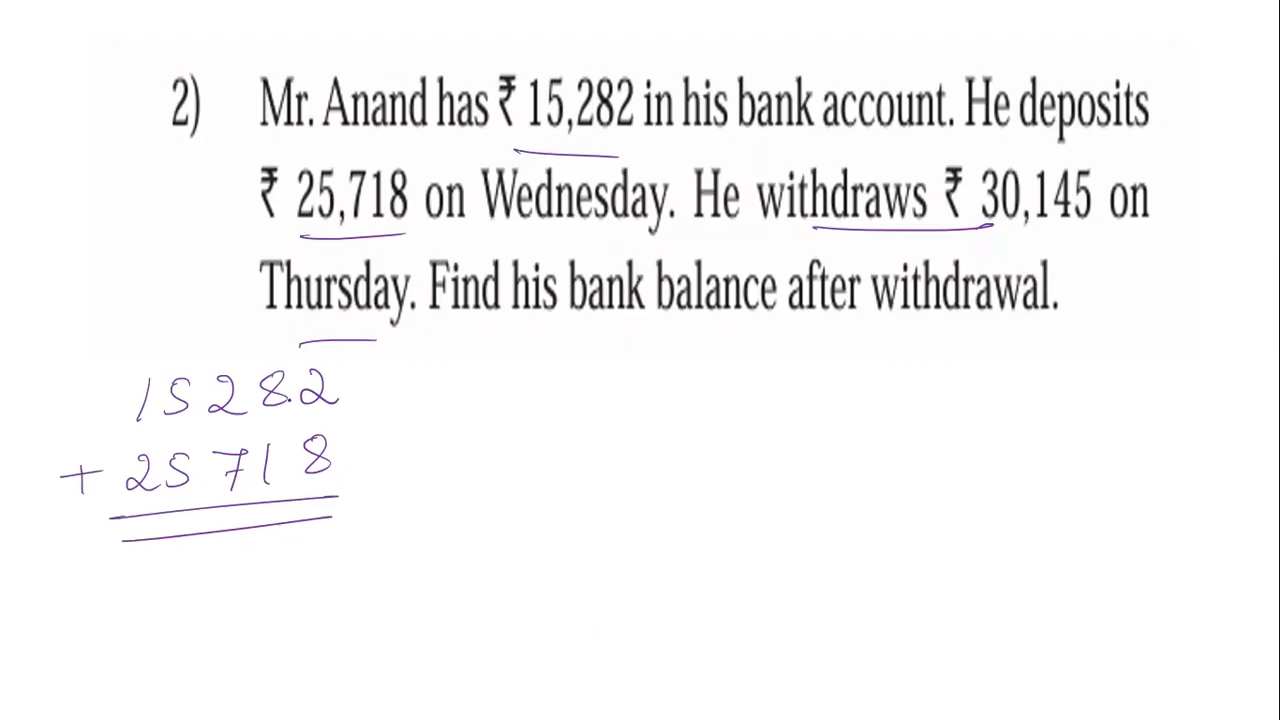 2) Mr. Anand has ₹ 15,282 in his bank account. He deposits
₹ 25,718 on Wednesday. He withdraws ₹ 30,145 on
Thursday. Find his bank balance after withdrawal.
15282
+ 25718